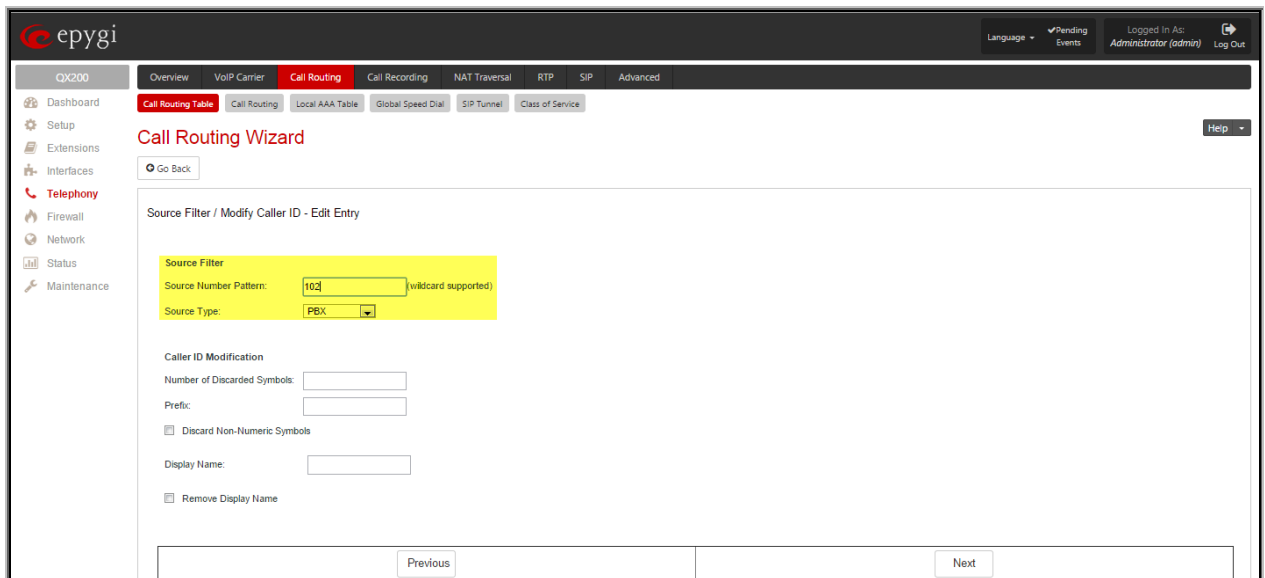 epygi
Language
✔Pending Events
Logged In As:
Administrator (admin)
Log Out
QX200
Overview VoIP Carrier Call Routing Call Recording NAT Traversal RTP SIP Advanced
Dashboard
Setup
Extensions
Interfaces
Telephony
Firewall
Network
Status
Maintenance
Call Routing Table Call Routing Local AAA Table Global Speed Dial SIP Tunnel Class of Service
Call Routing Wizard
Help
Go Back
Source Filter / Modify Caller ID - Edit Entry
Source Filter
Source Number Pattern: 102 (wildcard supported)
Source Type: PBX
Caller ID Modification
Number of Discarded Symbols:
Prefix:
Discard Non-Numeric Symbols
Display Name:
Remove Display Name
Previous Next